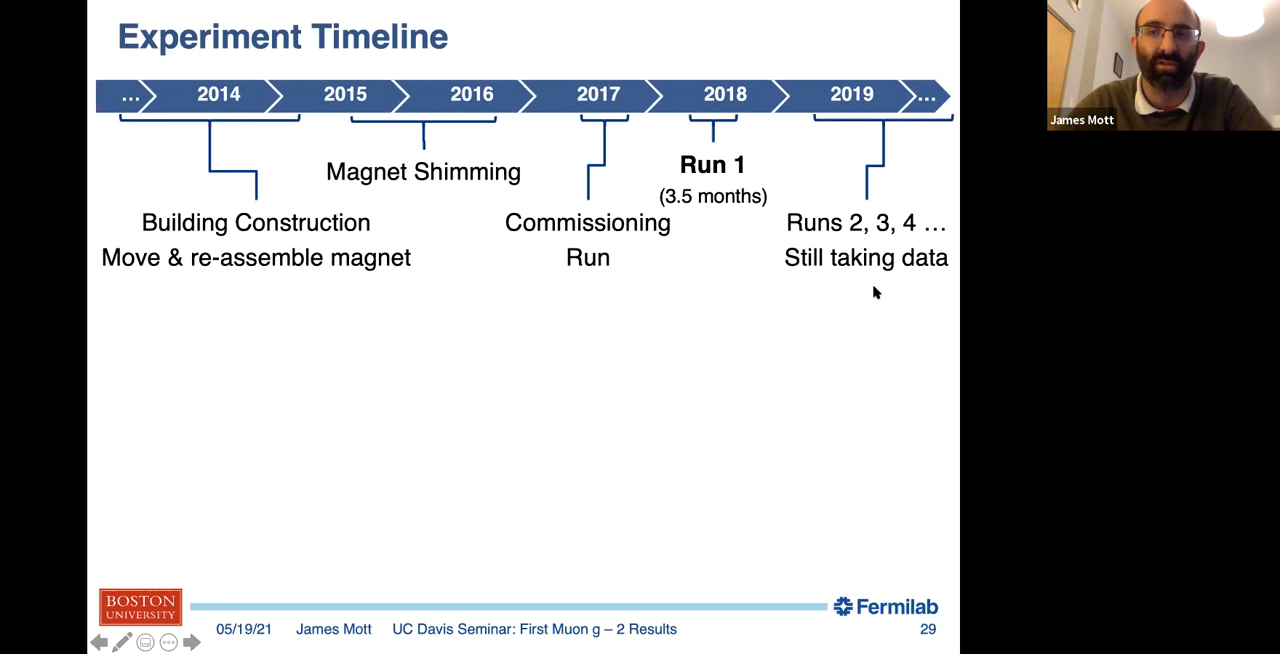 Experiment Timeline
... 2014 2015 2016 2017 2018 2019 ...
Magnet Shimming
Run 1
(3.5 months)
Building Construction
Move & re-assemble magnet
Commissioning
Run
Runs 2, 3, 4 ...
Still taking data
James Mott
BOSTON
UNIVERSITY
Fermilab
05/19/21 James Mott UC Davis Seminar: First Muon g – 2 Results 29